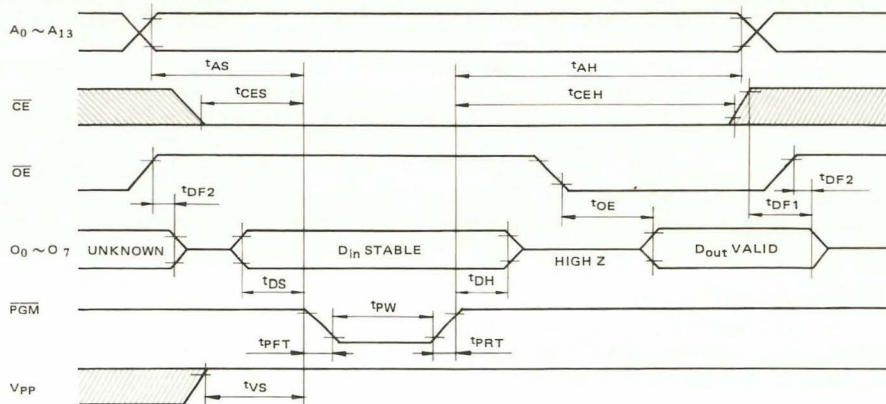 A₀ ~ A₁₃
tAS
tAH
CE
tCES
tCEH
OE
tDF2
tOE
tDF2
tDF1
O₀ ~ O₇
UNKNOWN
Din STABLE
HIGH Z
Dout VALID
tDS
tDH
PGM
tPW
tPFT
tPRT
VPP
tVS